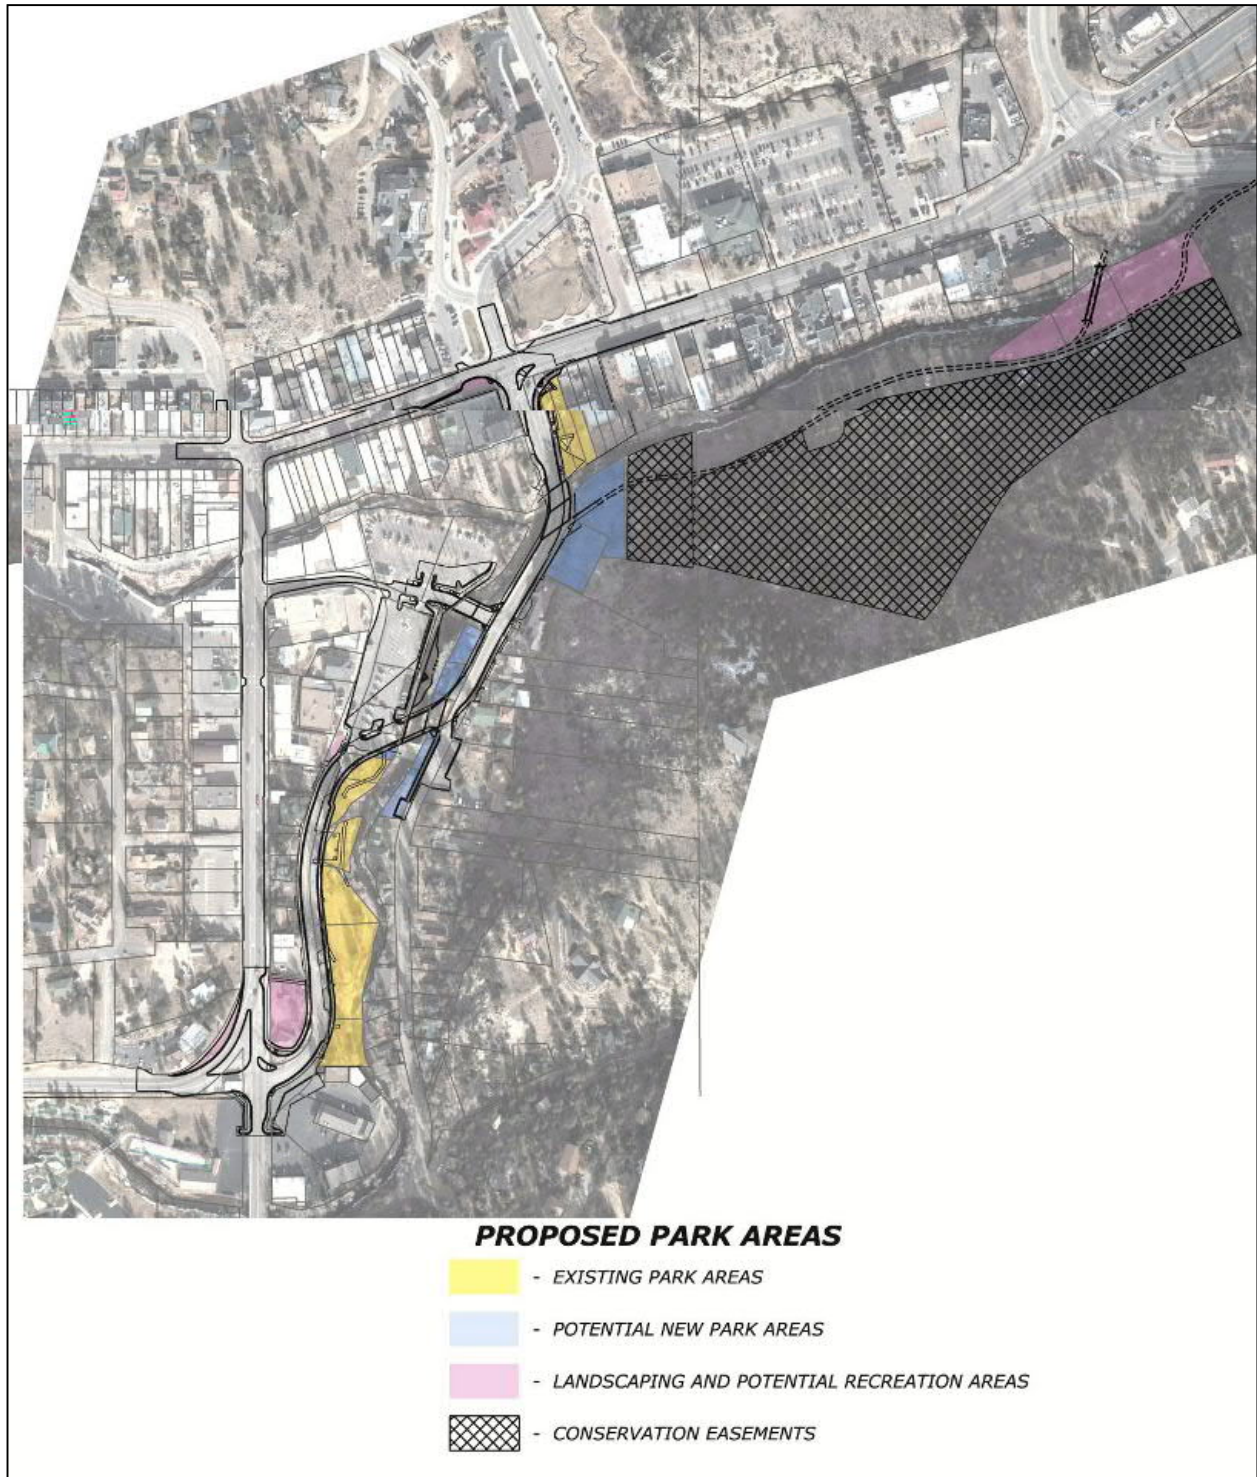 PROPOSED PARK AREAS
- EXISTING PARK AREAS
- POTENTIAL NEW PARK AREAS
- LANDSCAPING AND POTENTIAL RECREATION AREAS
- CONSERVATION EASEMENTS